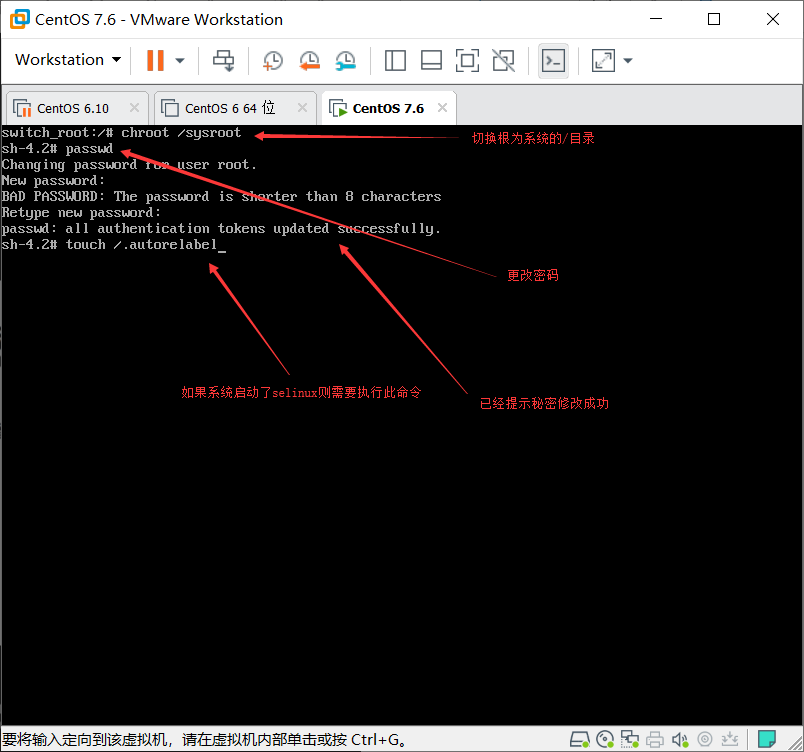 CentOS 7.6 - VMware Workstation
Workstation
CentOS 6.10
CentOS 6 64 位
CentOS 7.6
switch_root:/# chroot /sysroot
切换根为系统的/目录
sh-4.2# passwd
Changing password for user root.
New password:
BAD PASSWORD: The password is shorter than 8 characters
Retype new password:
passwd: all authentication tokens updated successfully.
sh-4.2# touch /.autorelabel_
更改密码
如果系统启动了selinux则需要执行此命令
已经提示秘密修改成功
要将输入定向到该虚拟机，请在虚拟机内部单击或按 Ctrl+G。